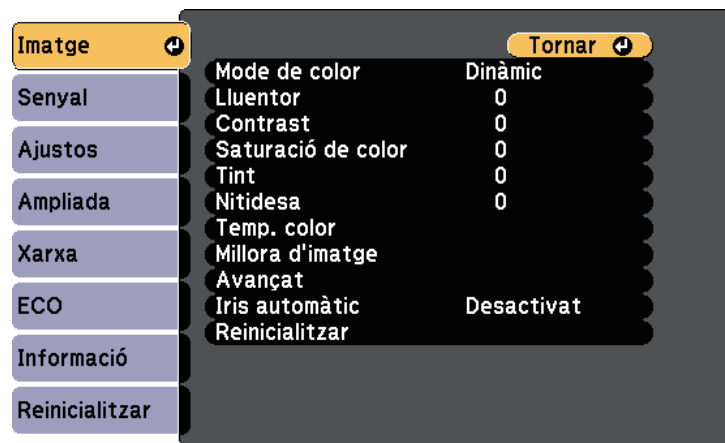 Imatge
Senyal
Ajustos
Ampliada
Xarxa
ECO
Informació
Reinicialitzar
Tornar
Mode de color Dinàmic
Lluentor 0
Contrast 0
Saturació de color 0
Tint 0
Nitidesa 0
Temp. color
Millora d'imatge
Avançat
Iris automàtic Desactivat
Reinicialitzar